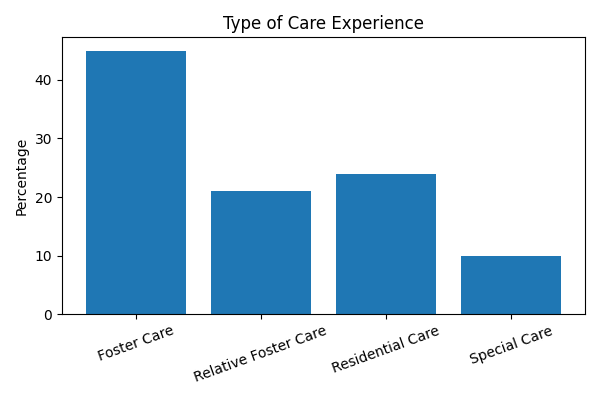 Type of Care Experience
Percentage
40
30
20
10
0
Foster Care
Relative Foster Care
Residential Care
Special Care